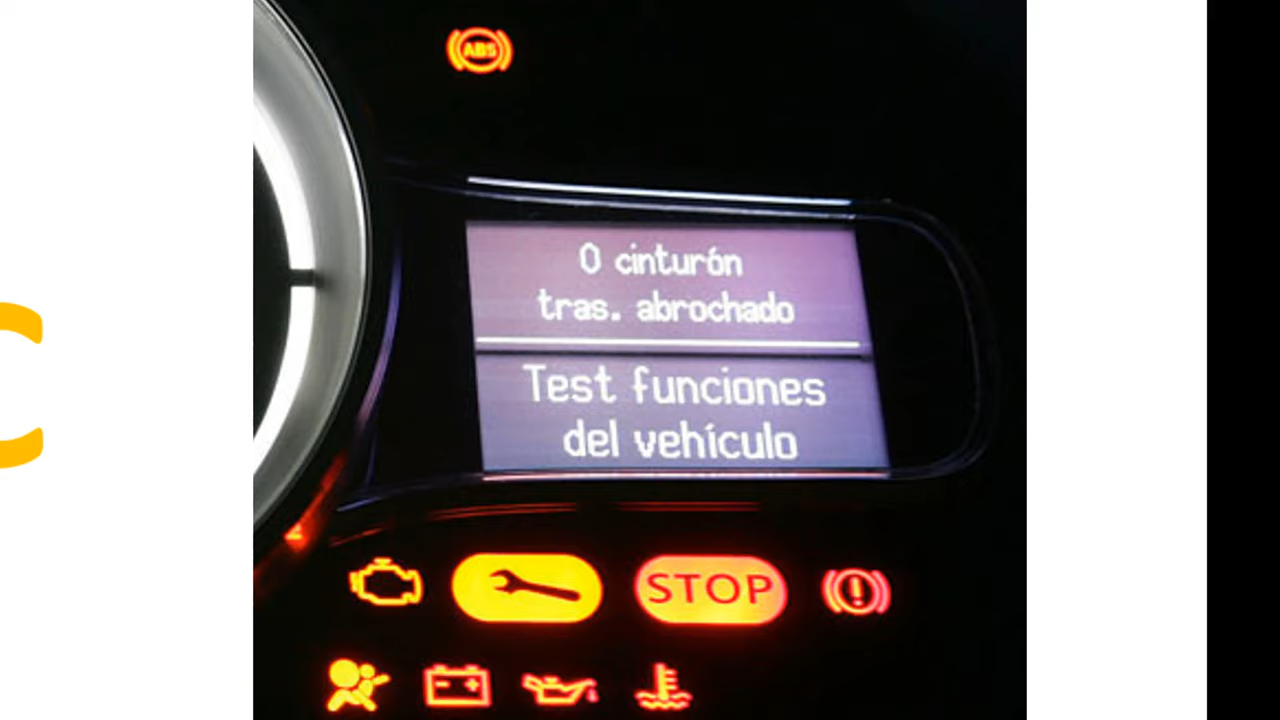 ABS
0 cinturón
tras. abrochado
Test funciones
del vehículo
STOP